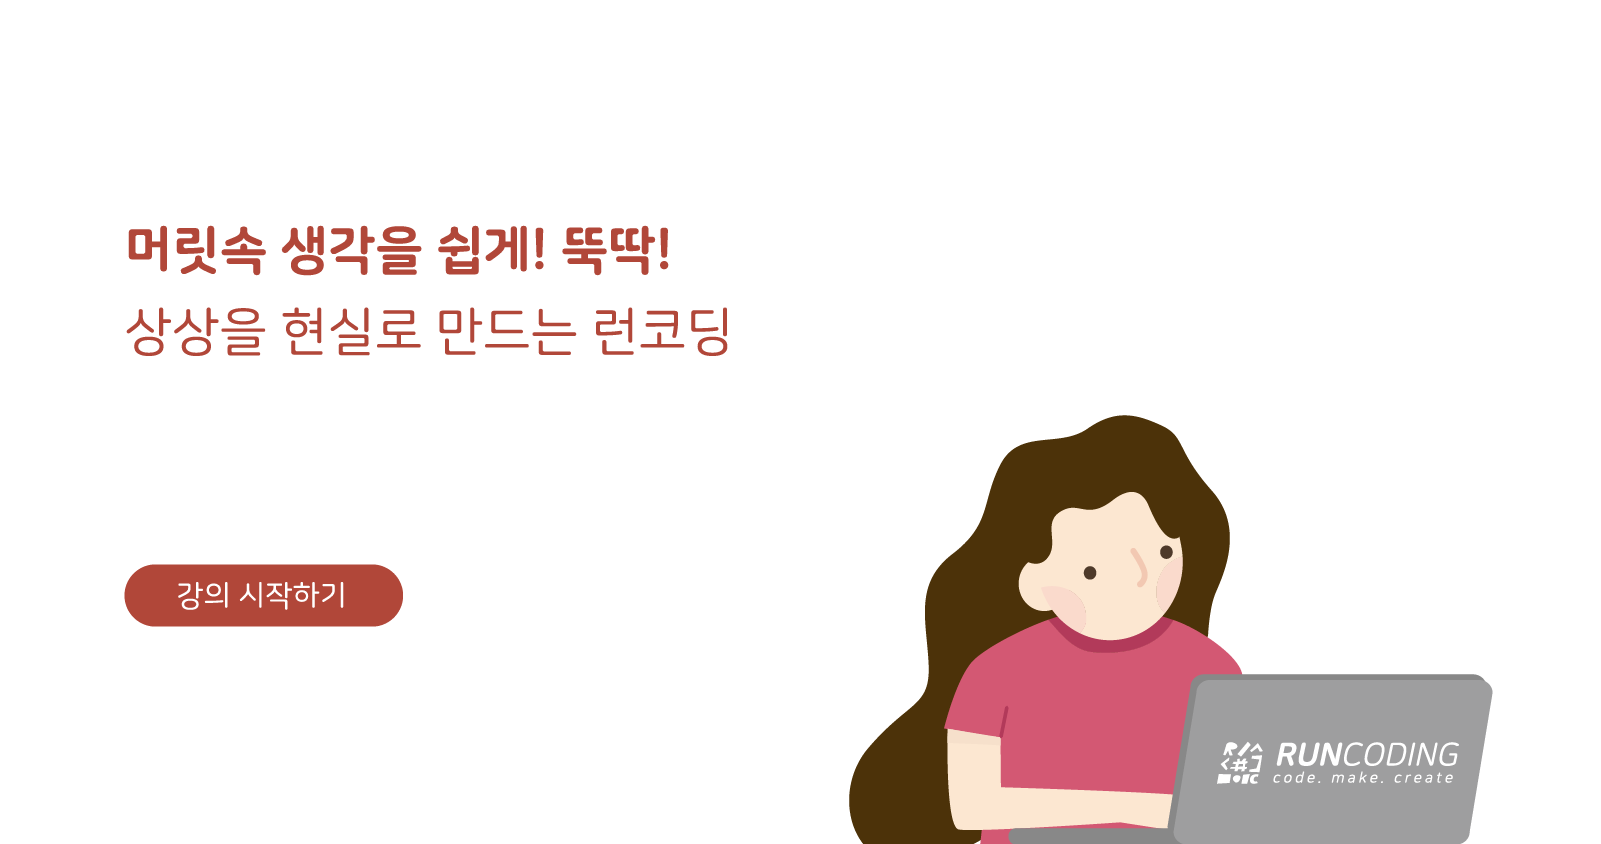 머릿속 생각을 쉽게! 뚝딱!
상상을 현실로 만드는 런코딩
강의 시작하기
RUNCODING
code. make. create